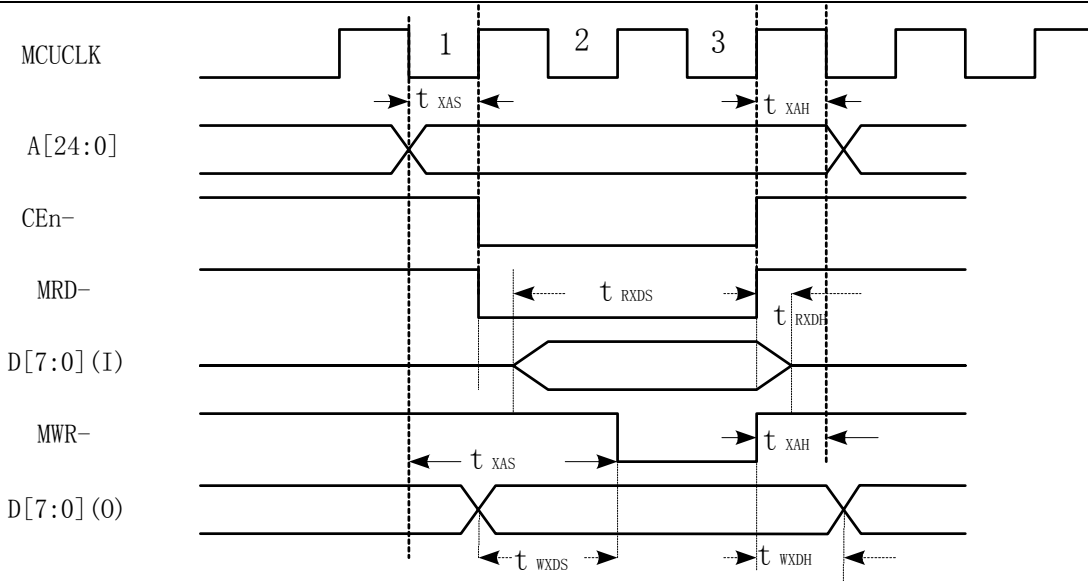 MCUCLK
1 2 3
t XAS t XAH
A[24:0]
CEn-
MRD-
t RXDS
t RXDH
D[7:0](I)
MWR-
t XAH
t XAS
D[7:0](O)
t WXDS t WXDH